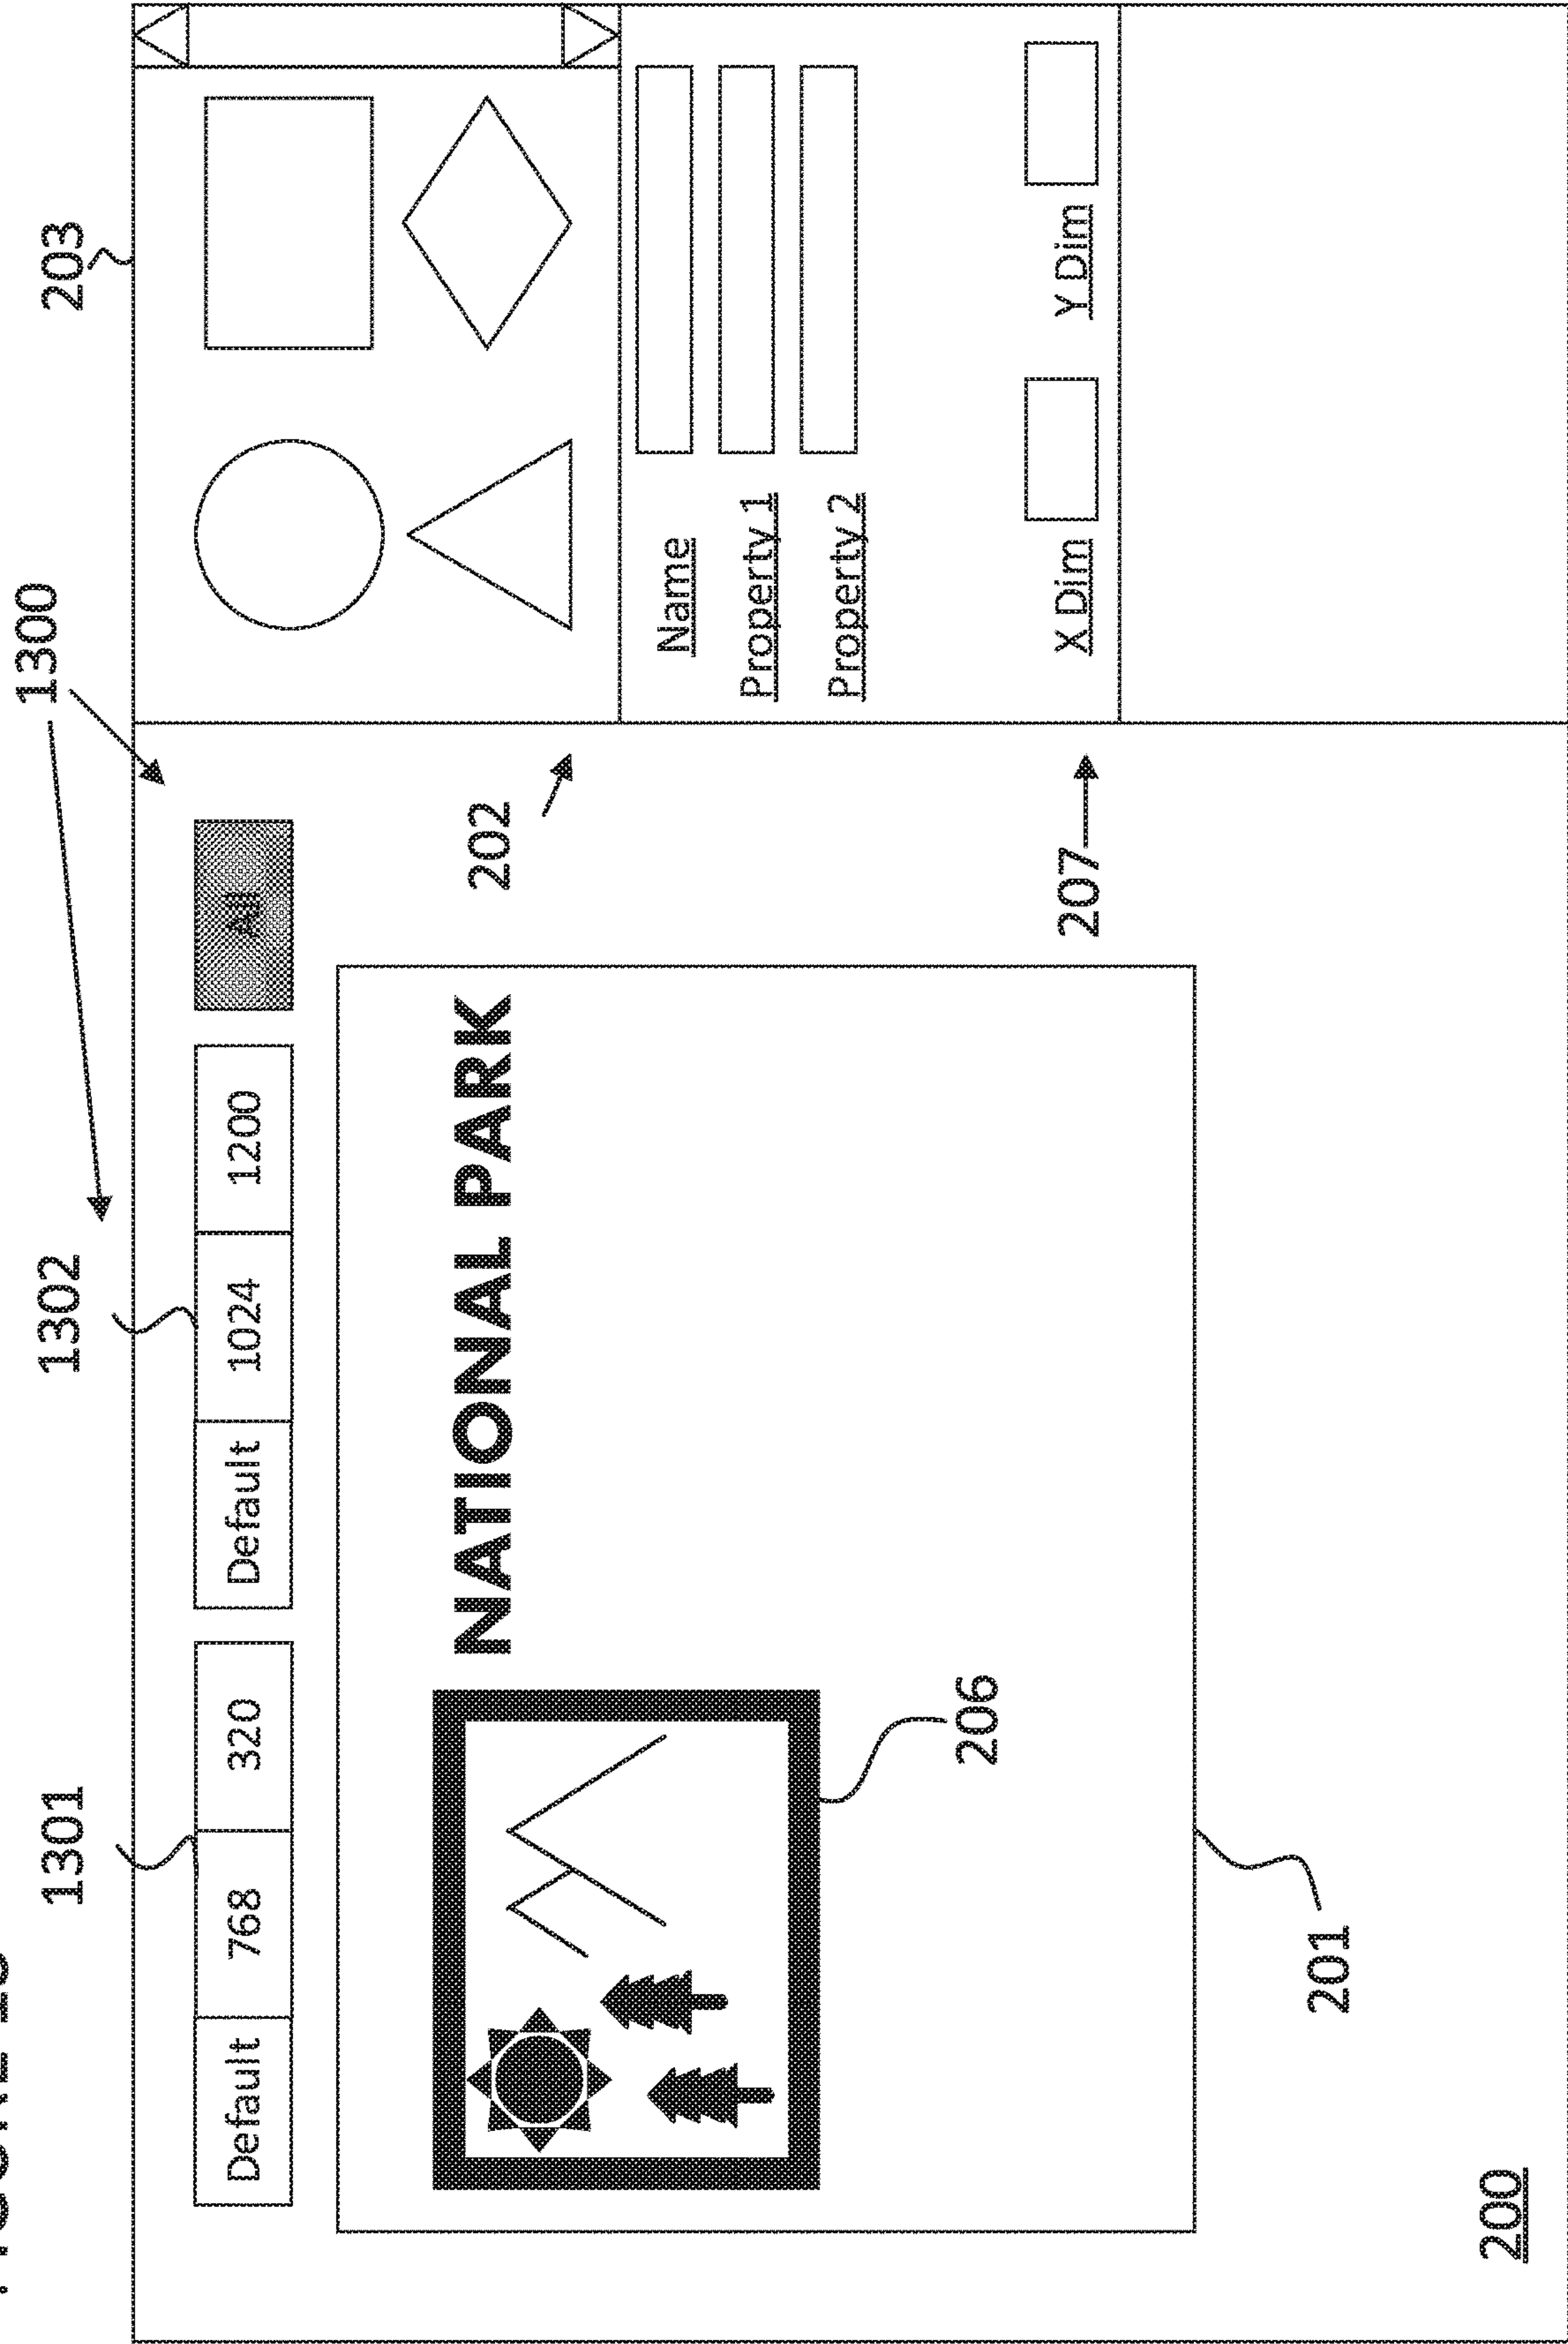 1300
1301
1302
203
Default 768 320
Default 1024 1200
All
NATIONAL PARK
202
Name
Property 1
Property 2
206
207
X Dim
Y Dim
201
200